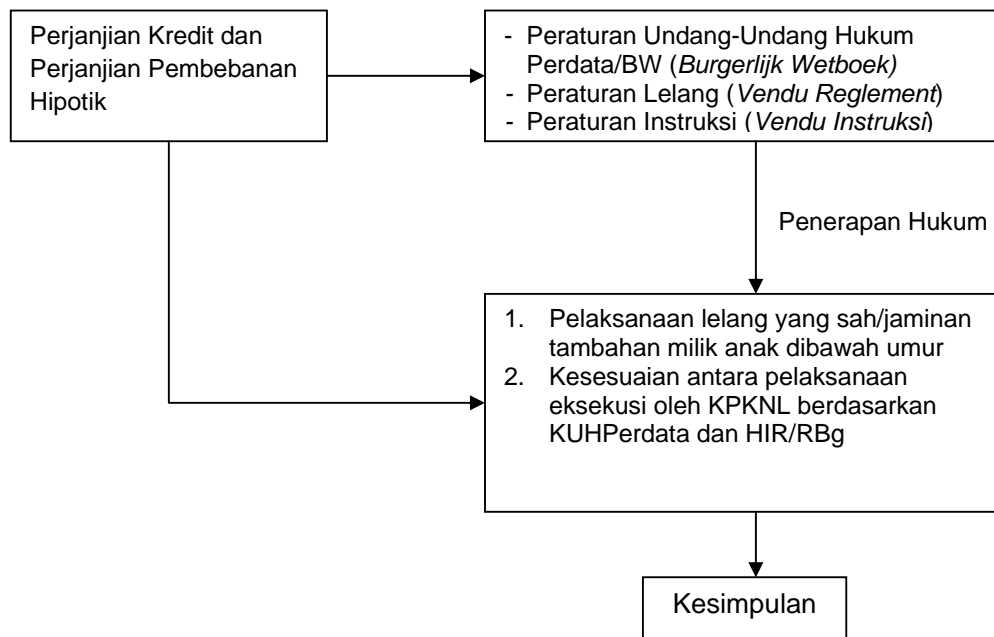 Perjanjian Kredit dan
Perjanjian Pembebanan
Hipotik
- Peraturan Undang-Undang Hukum
Perdata/BW (Burgerlijk Wetboek)
- Peraturan Lelang (Vendu Reglement)
- Peraturan Instruksi (Vendu Instruksi)
Penerapan Hukum
1. Pelaksanaan lelang yang sah/jaminan
tambahan milik anak dibawah umur
2. Kesesuaian antara pelaksanaan
eksekusi oleh KPKNL berdasarkan
KUHPerdata dan HIR/RBg
Kesimpulan